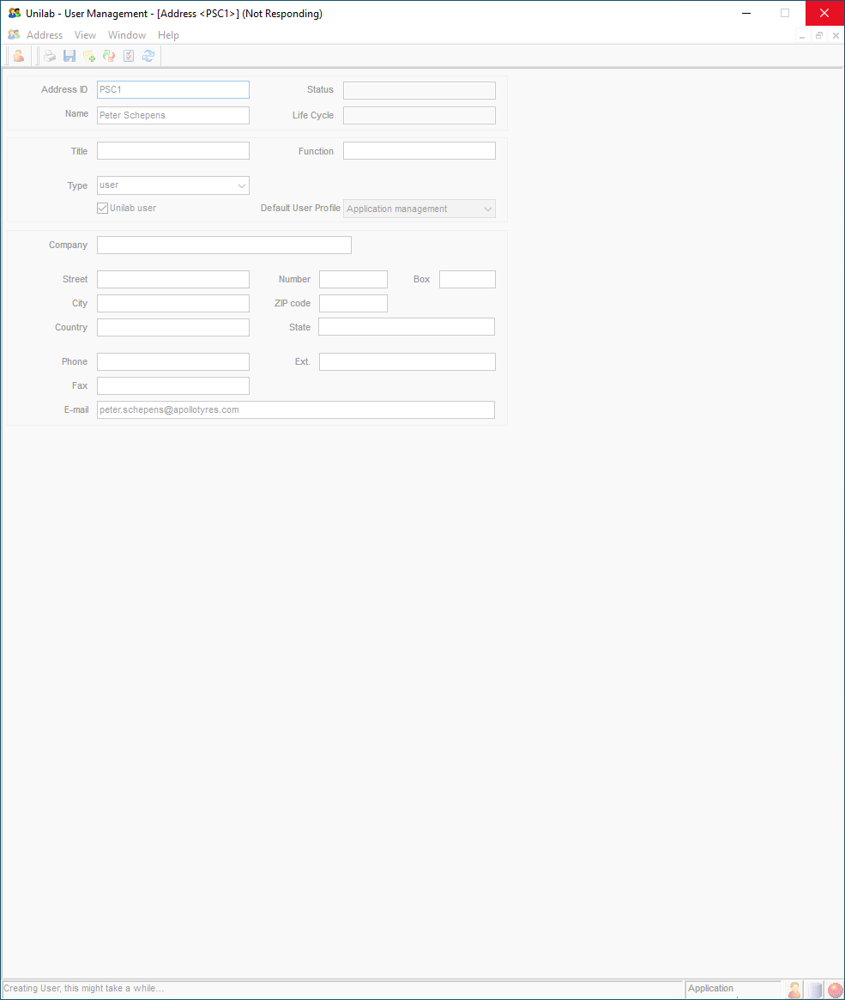 Unilab - User Management - [Address <PSC1>] (Not Responding)
Address View Window Help
Address ID PSC1 Status
Name Peter Schepens Life Cycle
Title Function
Type user
Unilab user Default User Profile Application management
Company
Street Number Box
City ZIP code
Country State
Phone Ext.
Fax
E-mail peter.schepens@apollotyres.com
Creating User, this might take a while... Application